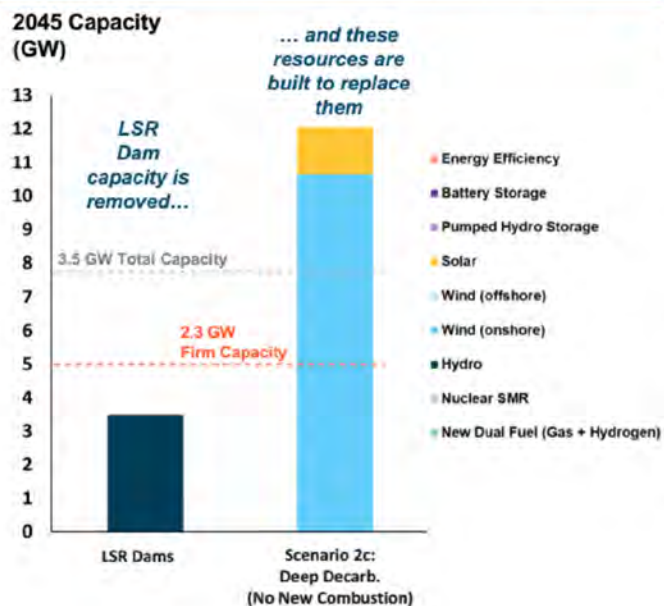 2045 Capacity
(GW)
… and these
resources are
built to replace
them
LSR
Dam
capacity is
removed…
13
12
11
10
9
8
7
6
5
4
3
2
1
0
3.5 GW Total Capacity
2.3 GW
Firm Capacity
LSR Dams
Scenario 2c:
Deep Decarb.
(No New Combustion)
Energy Efficiency
Battery Storage
Pumped Hydro Storage
Solar
Wind (offshore)
Wind (onshore)
Hydro
Nuclear SMR
New Dual Fuel (Gas + Hydrogen)